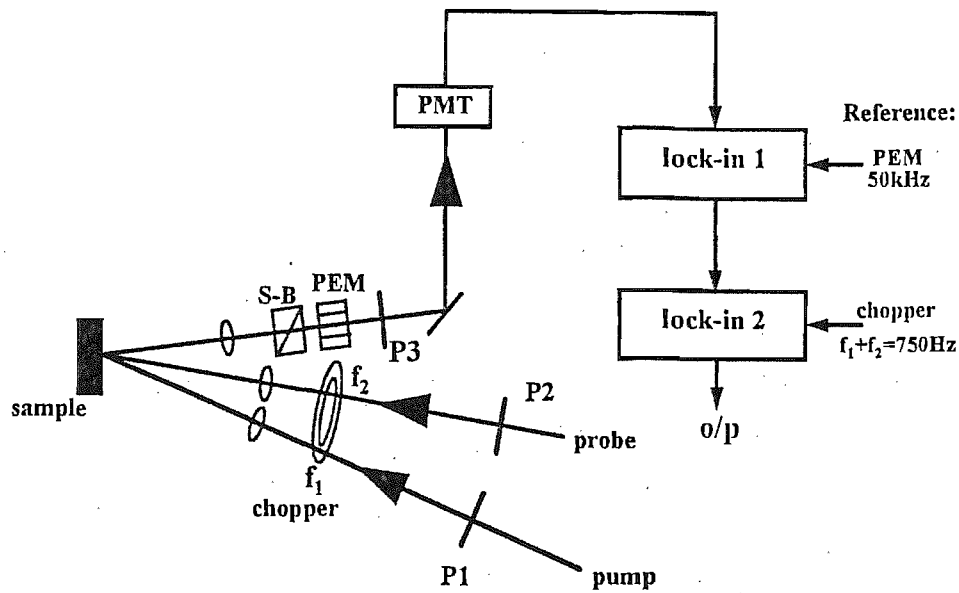 PMT
Reference:
lock-in 1
PEM
50kHz
S-B
PEM
P3
lock-in 2
chopper
f₁+f₂=750Hz
sample
f₂
P2
o/p
probe
f₁
chopper
P1
pump